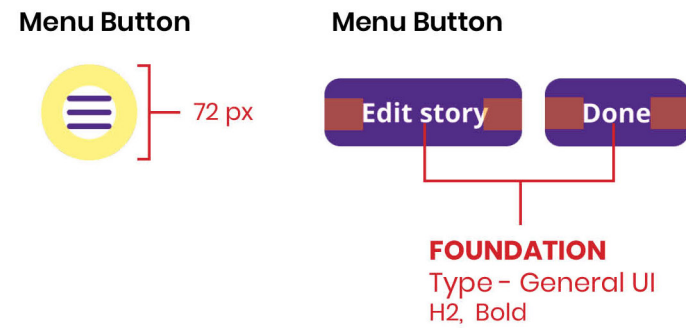 Menu Button
72 px
Menu Button
Edit story
Done
FOUNDATION
Type - General UI
H2, Bold